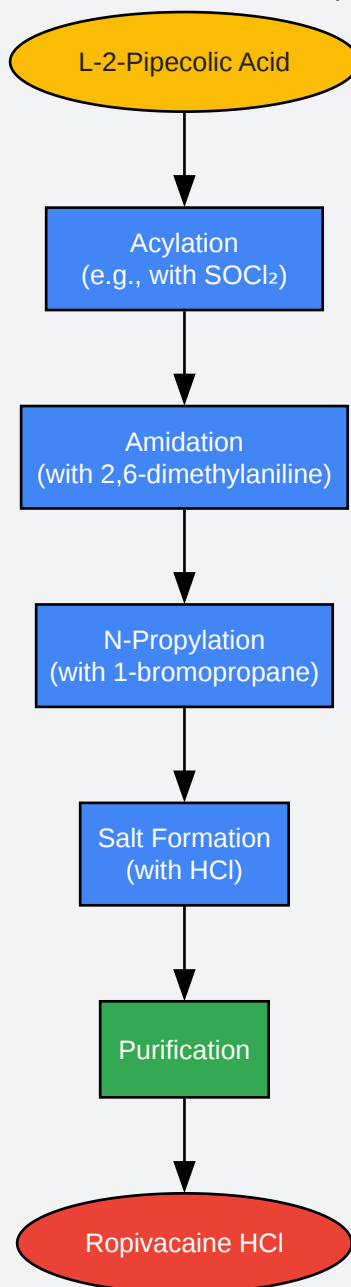 L-2-Pipecolic Acid
Acylation
(e.g., with SOCl₂)
Amidation
(with 2,6-dimethylaniline)
N-Propylation
(with 1-bromopropane)
Salt Formation
(with HCl)
Purification
Ropivacaine HCl